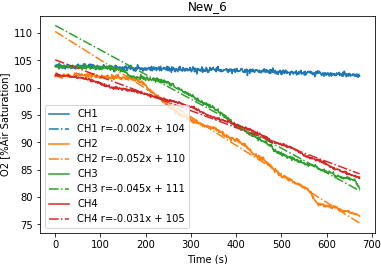 New_6
O2 [%Air Saturation]
110
105
100
95
90
85
80
75
CH1
CH1 r=-0.002x + 104
CH2
CH2 r=-0.052x + 110
CH3
CH3 r=-0.045x + 111
CH4
CH4 r=-0.031x + 105
0 100 200 300 400 500 600 700
Time (s)